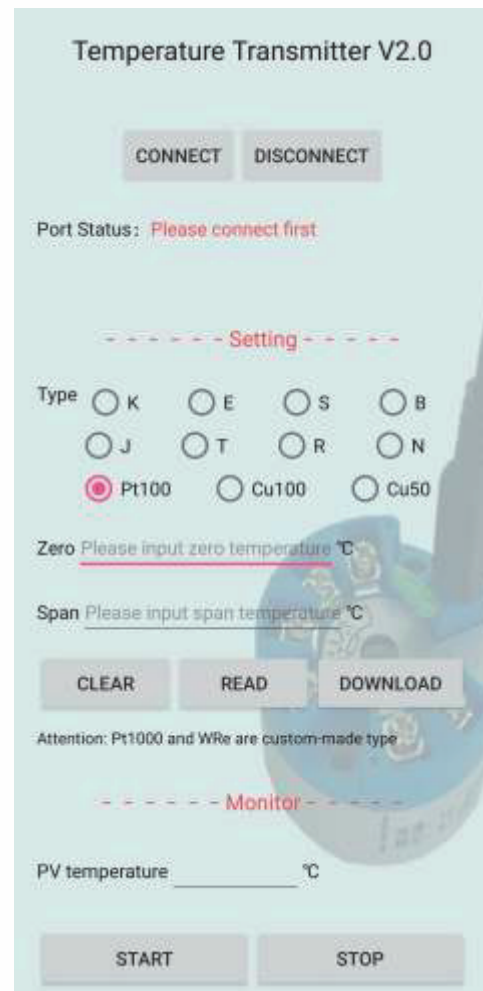 Temperature Transmitter V2.0
CONNECT DISCONNECT
Port Status: Please connect first
- - - - - - Setting - - - - -
Type K E S B
J T R N
Pt100 Cu100 Cu50
Zero Please input zero temperature ℃
Span Please input span temperature ℃
CLEAR READ DOWNLOAD
Attention: Pt1000 and WRe are custom-made type
- - - - - - Monitor - - - - -
PV temperature ℃
START STOP